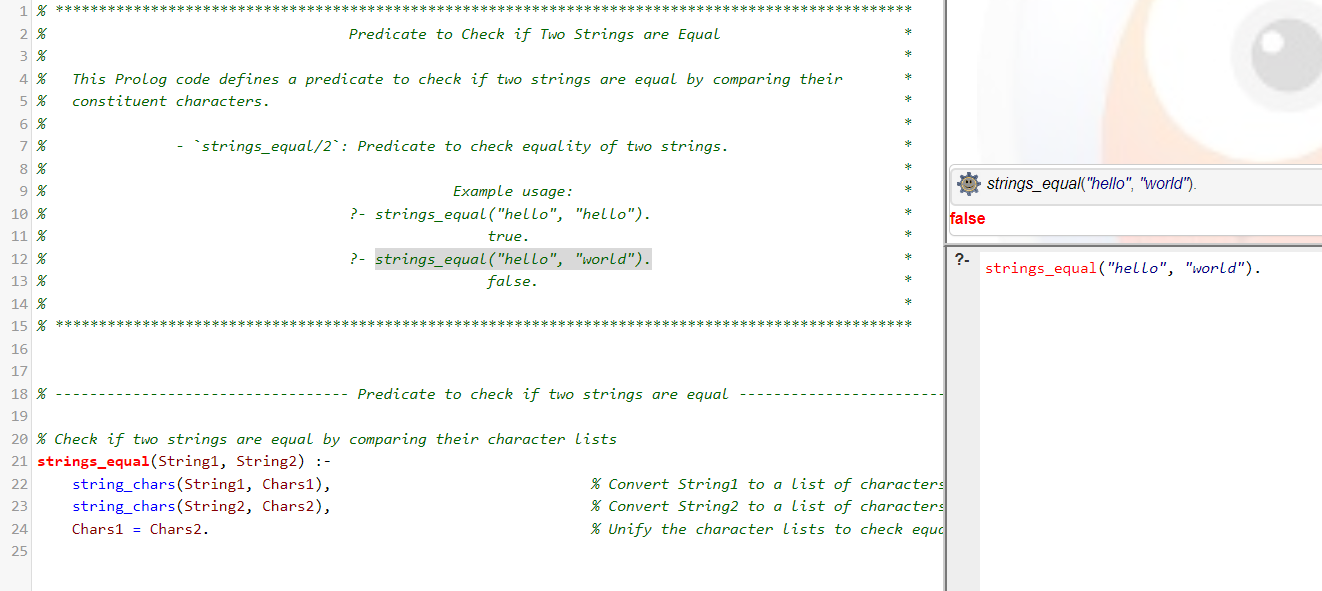 1 % ***************************************************************************************************
2 % Predicate to Check if Two Strings are Equal *
3 % *
4 % This Prolog code defines a predicate to check if two strings are equal by comparing their *
5 % constituent characters. *
6 % *
7 % - `strings_equal/2`: Predicate to check equality of two strings. *
8 % *
9 % Example usage: *
10 % ?- strings_equal("hello", "hello"). *
11 % true. *
12 % ?- strings_equal("hello", "world"). *
13 % false. *
14 % *
15 % ***************************************************************************************************
16
17
18 % ---------------------------------- Predicate to check if two strings are equal ------------------------
19
20 % Check if two strings are equal by comparing their character lists
21 strings_equal(String1, String2) :-
22 string_chars(String1, Chars1), % Convert String1 to a list of characters
23 string_chars(String2, Chars2), % Convert String2 to a list of characters
24 Chars1 = Chars2. % Unify the character lists to check equa
25
strings_equal("hello", "world").
false
?- strings_equal("hello", "world").